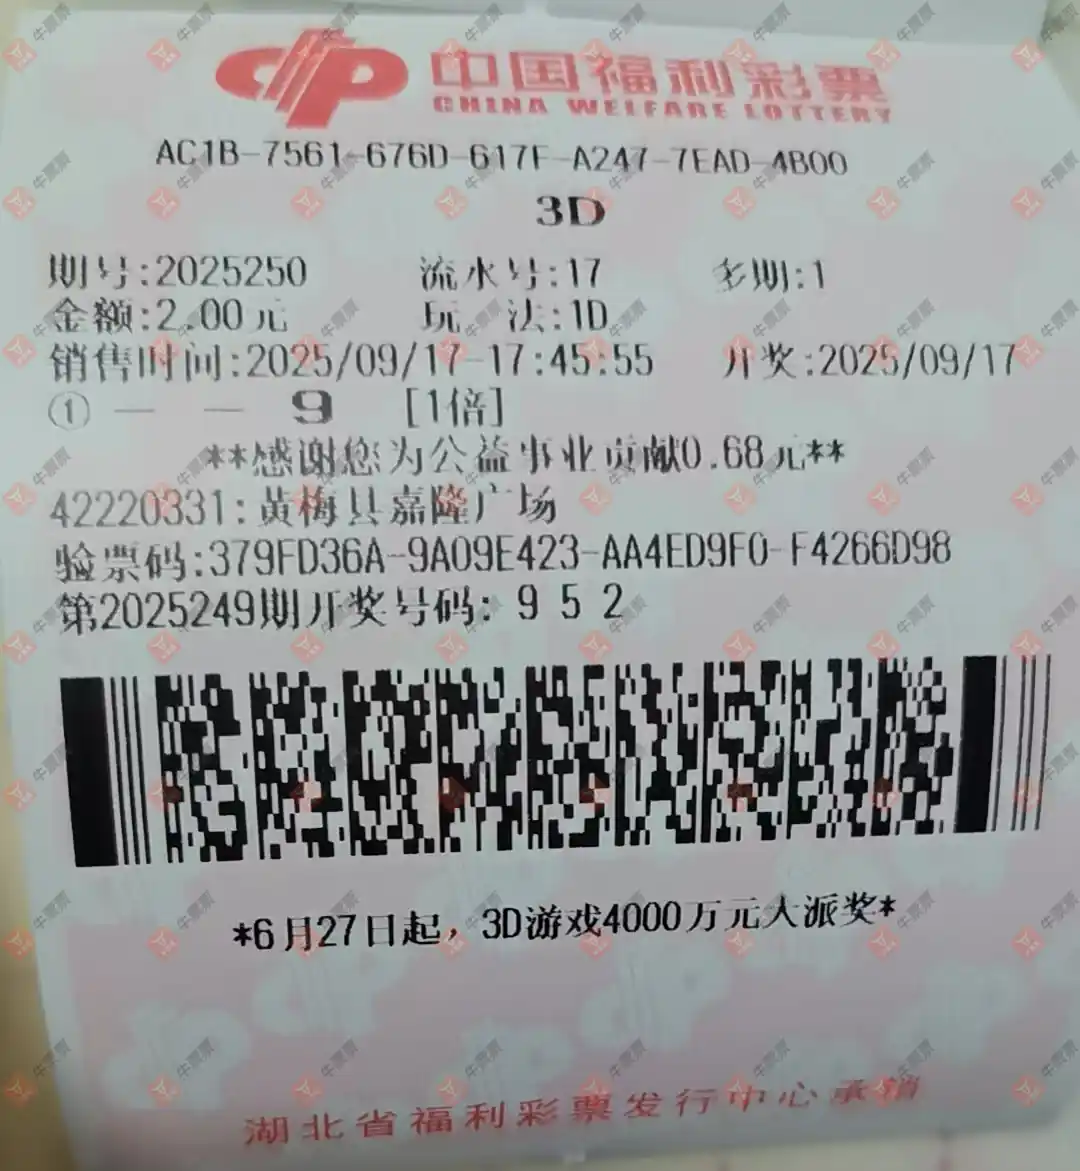 中国福利彩票
CHINA WELFARE LOTTERY
AC1B-7561-676D-617F-A247-7EAD-4B00
3D
期号:2025250 流水号:17 多期:1
金额:2.00元 玩 法:1D
销售时间:2025/09/17-17:45:55 开奖:2025/09/17
① — — 9 [1倍]
**感谢您为公益事业贡献0.68元**
42220331:黄梅县嘉隆广场
验票码:379FD36A-9A09E423-AA4ED9F0-F4266D98
第2025249期开奖号码: 9 5 2
*6月27日起，3D游戏4000万元大派奖*
湖北省福利彩票发行中心承销
牛票票